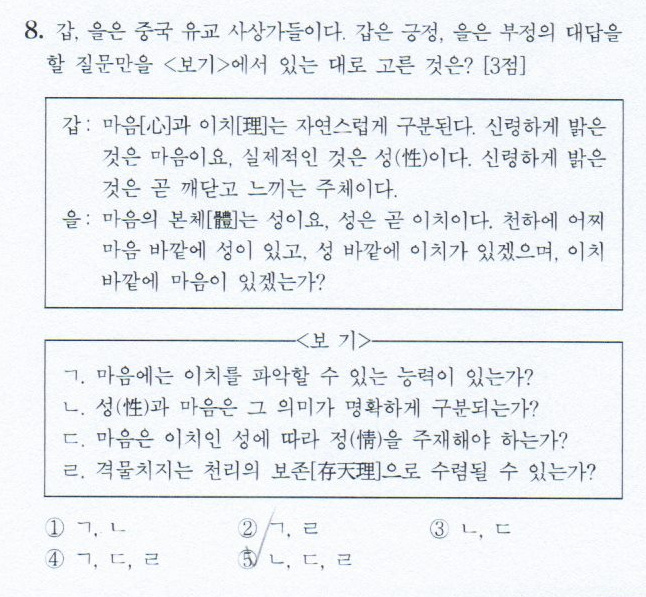 8. 갑, 을은 중국 유교 사상가들이다. 갑은 긍정, 을은 부정의 대답을
할 질문만을 <보기>에서 있는 대로 고른 것은? [3점]
갑: 마음[心]과 이치[理]는 자연스럽게 구분된다. 신령하게 밝은
것은 마음이요, 실제적인 것은 성(性)이다. 신령하게 밝은
것은 곧 깨닫고 느끼는 주체이다.
을: 마음의 본체[體]는 성이요, 성은 곧 이치이다. 천하에 어찌
마음 바깥에 성이 있고, 성 바깥에 이치가 있겠으며, 이치
바깥에 마음이 있겠는가?
<보 기>
ㄱ. 마음에는 이치를 파악할 수 있는 능력이 있는가?
ㄴ. 성(性)과 마음은 그 의미가 명확하게 구분되는가?
ㄷ. 마음은 이치인 성에 따라 정(情)을 주재해야 하는가?
ㄹ. 격물치지는 천리의 보존[存天理]으로 수렴될 수 있는가?
① ㄱ, ㄴ ② ㄱ, ㄹ ③ ㄴ, ㄷ
④ ㄱ, ㄷ, ㄹ ⑤ ㄴ, ㄷ, ㄹ